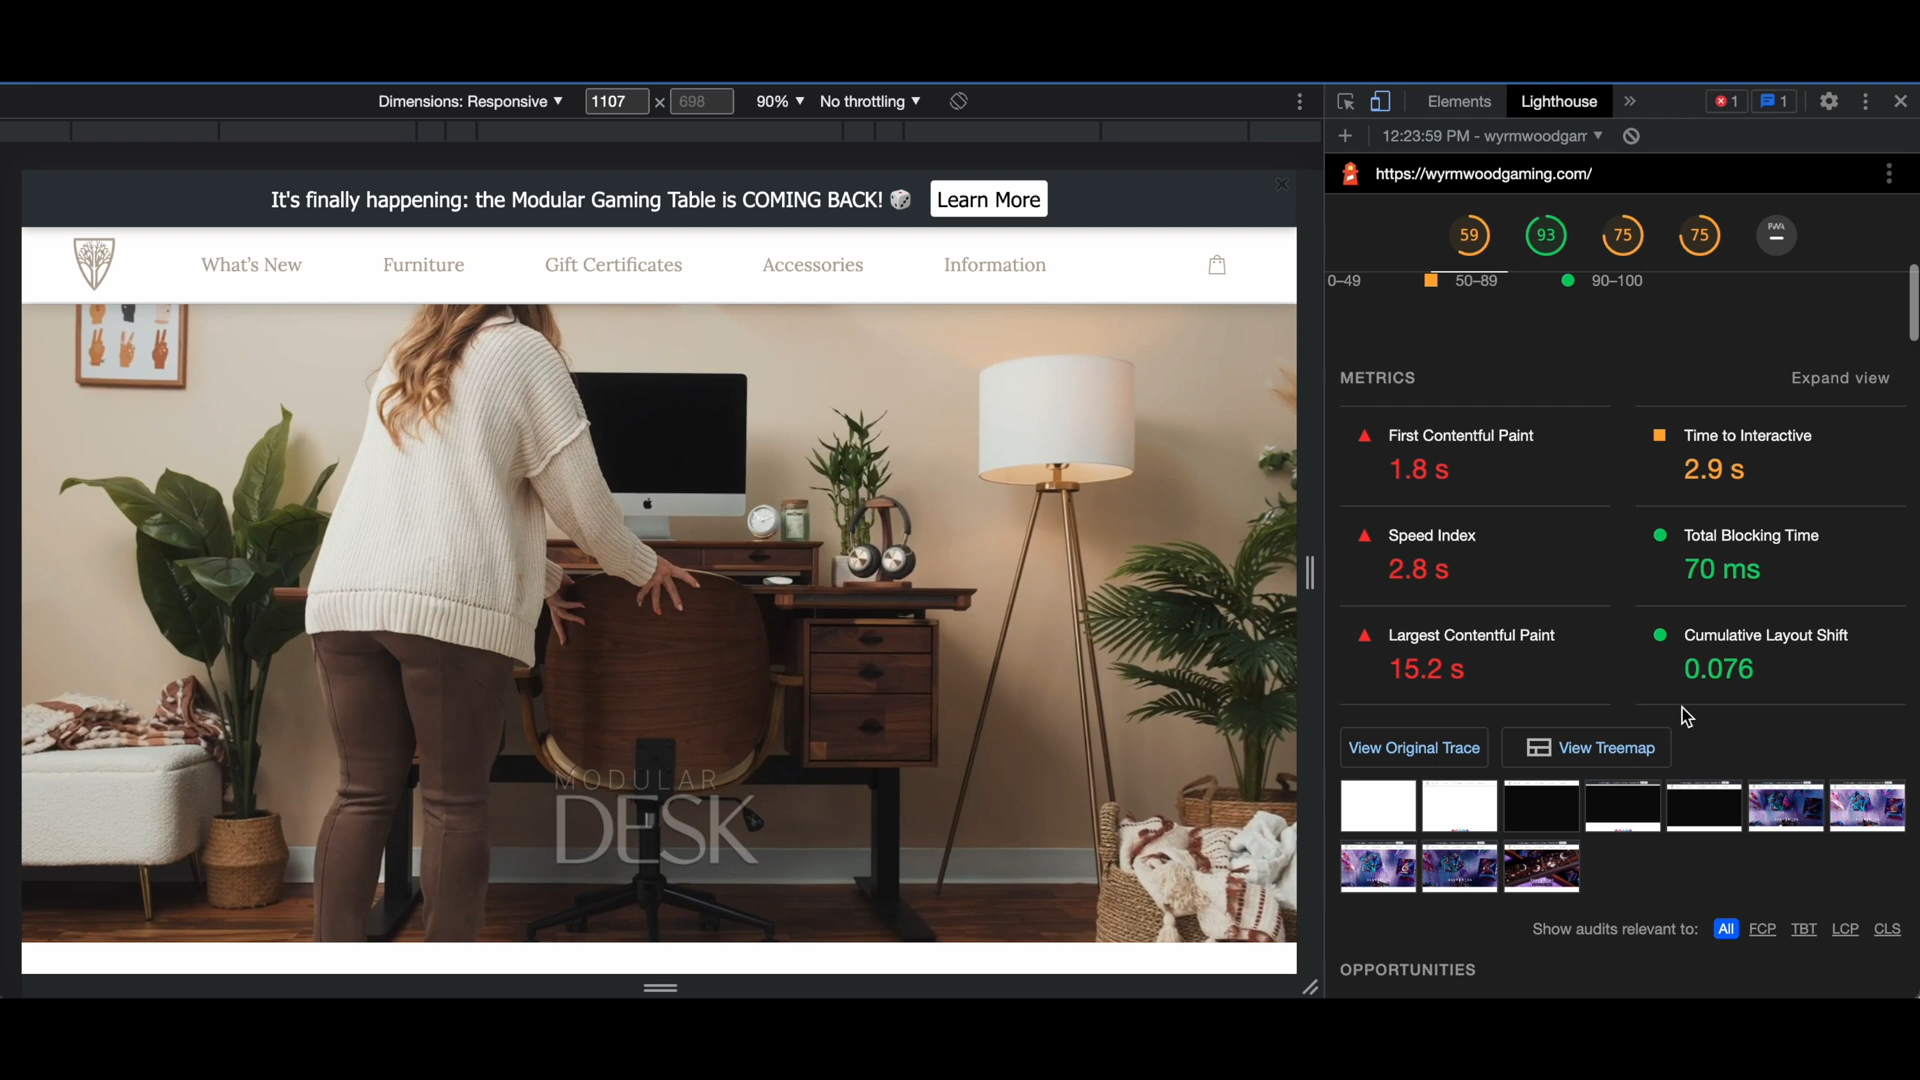 Dimensions: Responsive ▼ 1107 × 698 90% ▼ No throttling ▼
Elements Lighthouse » 1 1
+ 12:23:59 PM - wyrmwoodgar ▼
https://wyrmwoodgaming.com/
It's finally happening: the Modular Gaming Table is COMING BACK! 🎲 Learn More
What's New Furniture Gift Certificates Accessories Information
MODULAR
DESK
59 93 75 75 PWA
0–49 50–89 90–100
METRICS Expand view
First Contentful Paint
1.8 s
Time to Interactive
2.9 s
Speed Index
2.8 s
Total Blocking Time
70 ms
Largest Contentful Paint
15.2 s
Cumulative Layout Shift
0.076
View Original Trace View Treemap
Show audits relevant to: All FCP TBT LCP CLS
OPPORTUNITIES